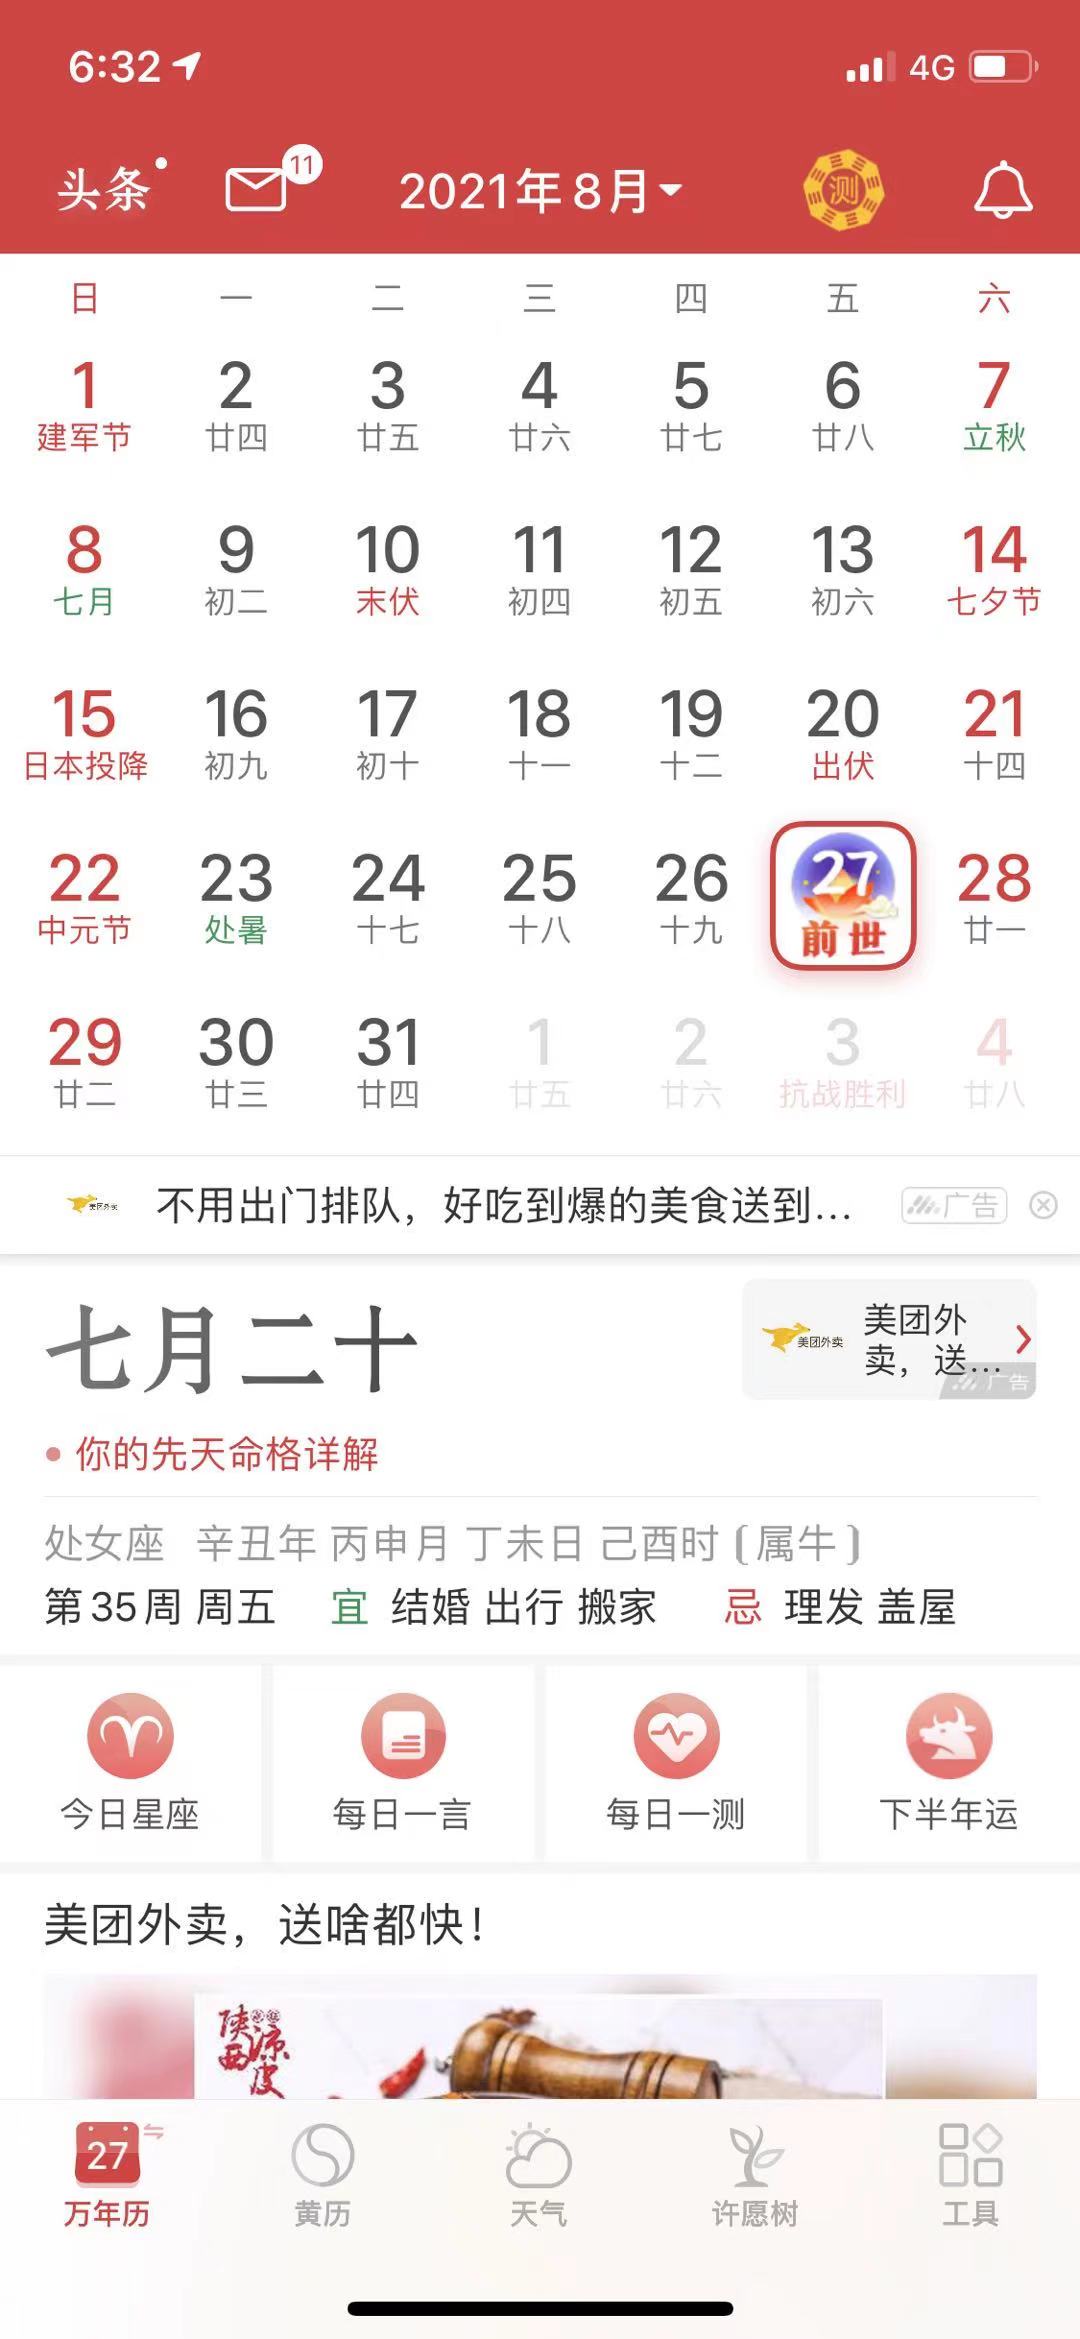 6:32 4G
头条 11 2021年8月 测
日 一 二 三 四 五 六
1 2 3 4 5 6 7
建军节 廿四 廿五 廿六 廿七 廿八 立秋
8 9 10 11 12 13 14
七月 初二 末伏 初四 初五 初六 七夕节
15 16 17 18 19 20 21
日本投降 初九 初十 十一 十二 出伏 十四
22 23 24 25 26 27 28
中元节 处暑 十七 十八 十九 前世 廿一
29 30 31 1 2 3 4
廿二 廿三 廿四 廿五 廿六 抗战胜利 廿八
美团外卖 不用出门排队，好吃到爆的美食送到... 广告
七月二十
美团外卖 美团外
卖，送...
广告
你的先天命格详解
处女座 辛丑年 丙申月 丁未日 己酉时〔属牛〕
第35周 周五 宜 结婚 出行 搬家 忌 理发 盖屋
今日星座 每日一言 每日一测 下半年运
美团外卖，送啥都快！
陕西凉皮
27
万年历 黄历 天气 许愿树 工具